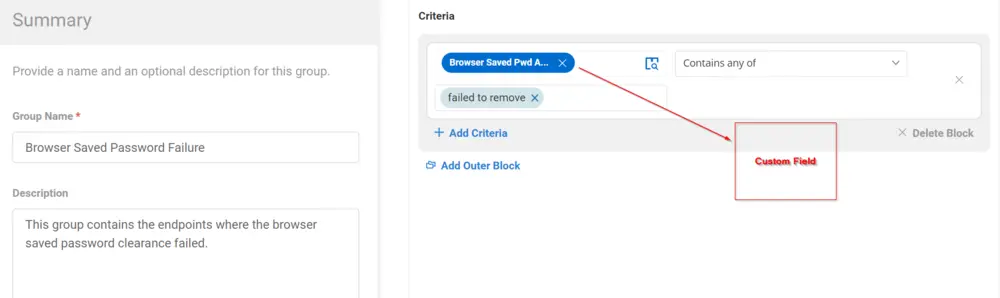 Summary
Provide a name and an optional description for this group.
Group Name *
Browser Saved Password Failure
Description
This group contains the endpoints where the browser
saved password clearance failed.
Criteria
Browser Saved Pwd A...
Contains any of
failed to remove
Add Criteria
Delete Block
Add Outer Block
Custom Field